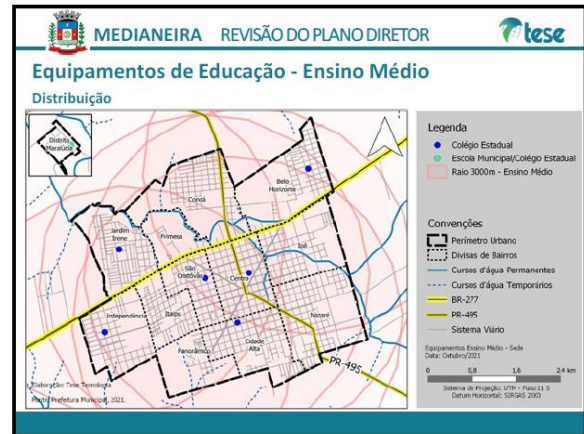 MEDIANEIRA REVISÃO DO PLANO DIRETOR
tese
Equipamentos de Educação - Ensino Médio
Distribuição
Distrito
Maralúcia
Condá
Belo
Horizonte
Jardim
Irene
Frimesa
Ipê
São
Cristóvão
Centro
Independência
Itaipu
Nazaré
Cidade
Alta
Panorâmico
PR-495
Elaboração: Tese Tecnologia
Fonte: Prefeitura Municipal, 2021.
Legenda
Colégio Estadual
Escola Municipal/Colégio Estadual
Raio 3000m - Ensino Médio
Convenções
Perímetro Urbano
Divisas de Bairros
Cursos d'água Permanentes
Cursos d'água Temporários
BR-277
PR-495
Sistema Viário
Equipamentos Ensino Médio - Sede
Data: Outubro/2021
0 0,8 1,6 2,4 km
Sistema de Projeção: UTM - Fuso 21 S
Datum Horizontal: SIRGAS 2000